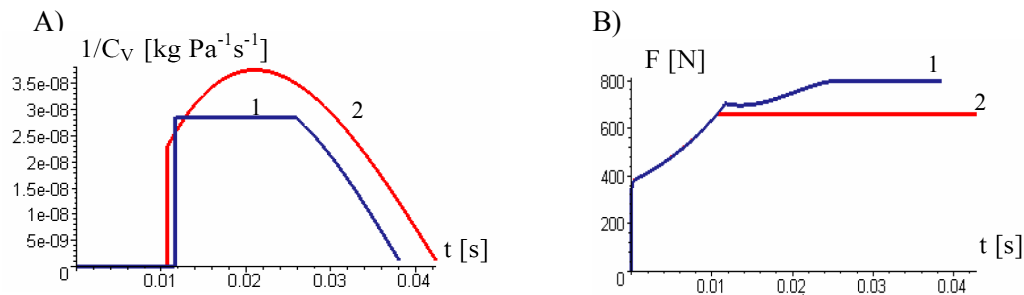 A)
1/C_V [kg Pa⁻¹s⁻¹]
3.5e-08
3e-08
2.5e-08
2e-08
1.5e-08
1e-08
5e-09
0
0.01
0.02
0.03
0.04
t [s]
1
2
B)
F [N]
800
600
400
200
0
0.01
0.02
0.03
0.04
t [s]
1
2